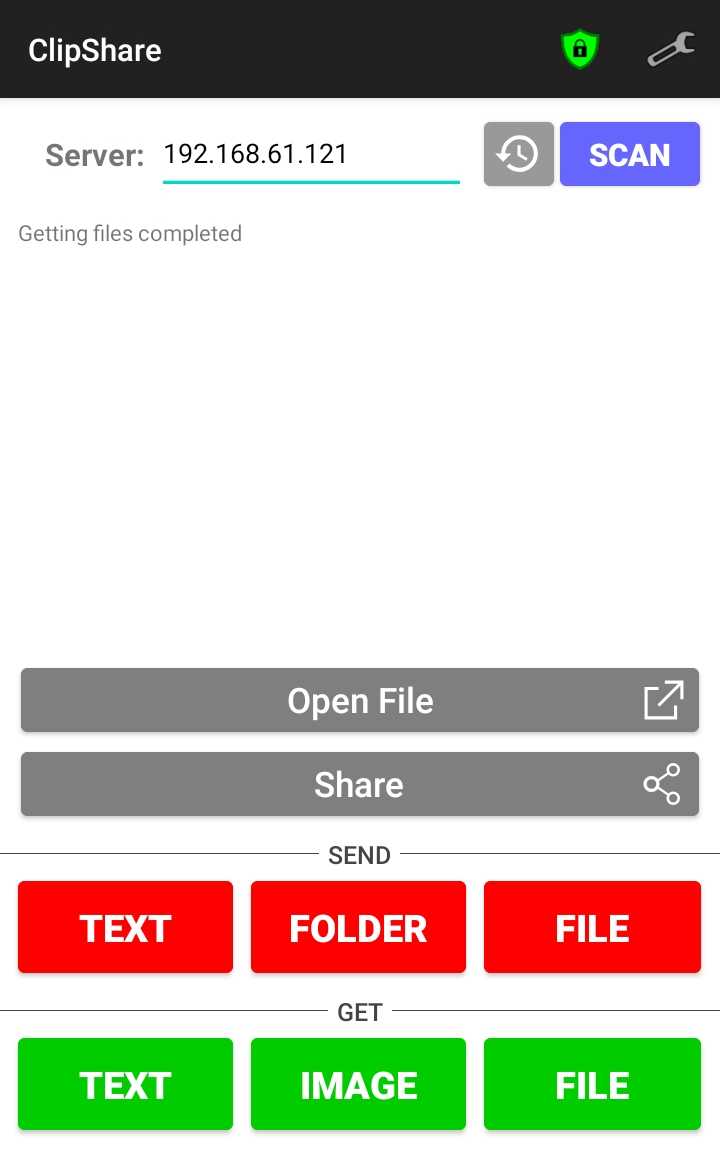 ClipShare
Server: 192.168.61.121 SCAN
Getting files completed
Open File
Share
SEND
TEXT FOLDER FILE
GET
TEXT IMAGE FILE